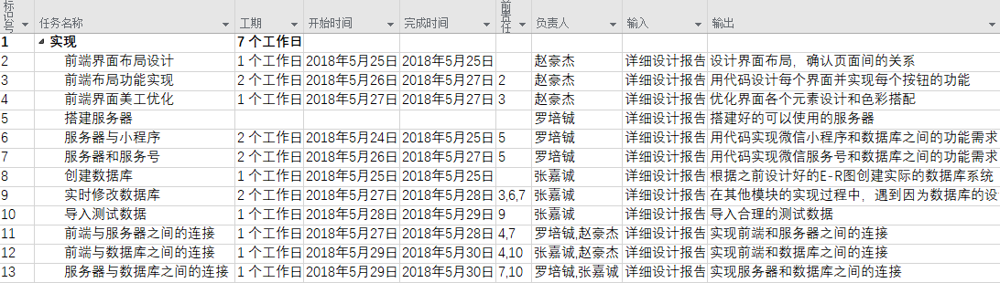 标识号 任务名称 工期 开始时间 完成时间 前置任 负责人 输入 输出
1 实现 7 个工作日
2 前端界面布局设计 1 个工作日 2018年5月25日 2018年5月25日 赵豪杰 详细设计报告 设计界面布局，确认页面间的关系
3 前端布局功能实现 2 个工作日 2018年5月26日 2018年5月27日 2 赵豪杰 详细设计报告 用代码设计每个界面并实现每个按钮的功能
4 前端界面美工优化 1 个工作日 2018年5月27日 2018年5月27日 3 赵豪杰 详细设计报告 优化界面各个元素设计和色彩搭配
5 搭建服务器 罗培铖 详细设计报告 搭建好的可以使用的服务器
6 服务器与小程序 2 个工作日 2018年5月24日 2018年5月25日 5 罗培铖 详细设计报告 用代码实现微信小程序和数据库之间的功能需求
7 服务器和服务号 2 个工作日 2018年5月26日 2018年5月27日 5 罗培铖 详细设计报告 用代码实现微信服务号和数据库之间的功能需求
8 创建数据库 1 个工作日 2018年5月25日 2018年5月25日 张嘉诚 详细设计报告 根据之前设计好的E-R图创建实际的数据库系统
9 实时修改数据库 2 个工作日 2018年5月27日 2018年5月28日 3,6,7 张嘉诚 详细设计报告 在其他模块的实现过程中，遇到因为数据库的设
10 导入测试数据 1 个工作日 2018年5月28日 2018年5月29日 9 张嘉诚 详细设计报告 导入合理的测试数据
11 前端与服务器之间的连接 1 个工作日 2018年5月27日 2018年5月28日 4,7 罗培铖,赵豪杰 详细设计报告 实现前端和服务器之间的连接
12 前端与数据库之间的连接 1 个工作日 2018年5月29日 2018年5月30日 4,10 张嘉诚,赵豪杰 详细设计报告 实现前端和数据库之间的连接
13 服务器与数据库之间的连接 1 个工作日 2018年5月29日 2018年5月30日 7,10 罗培铖,张嘉诚 详细设计报告 实现服务器和数据库之间的连接